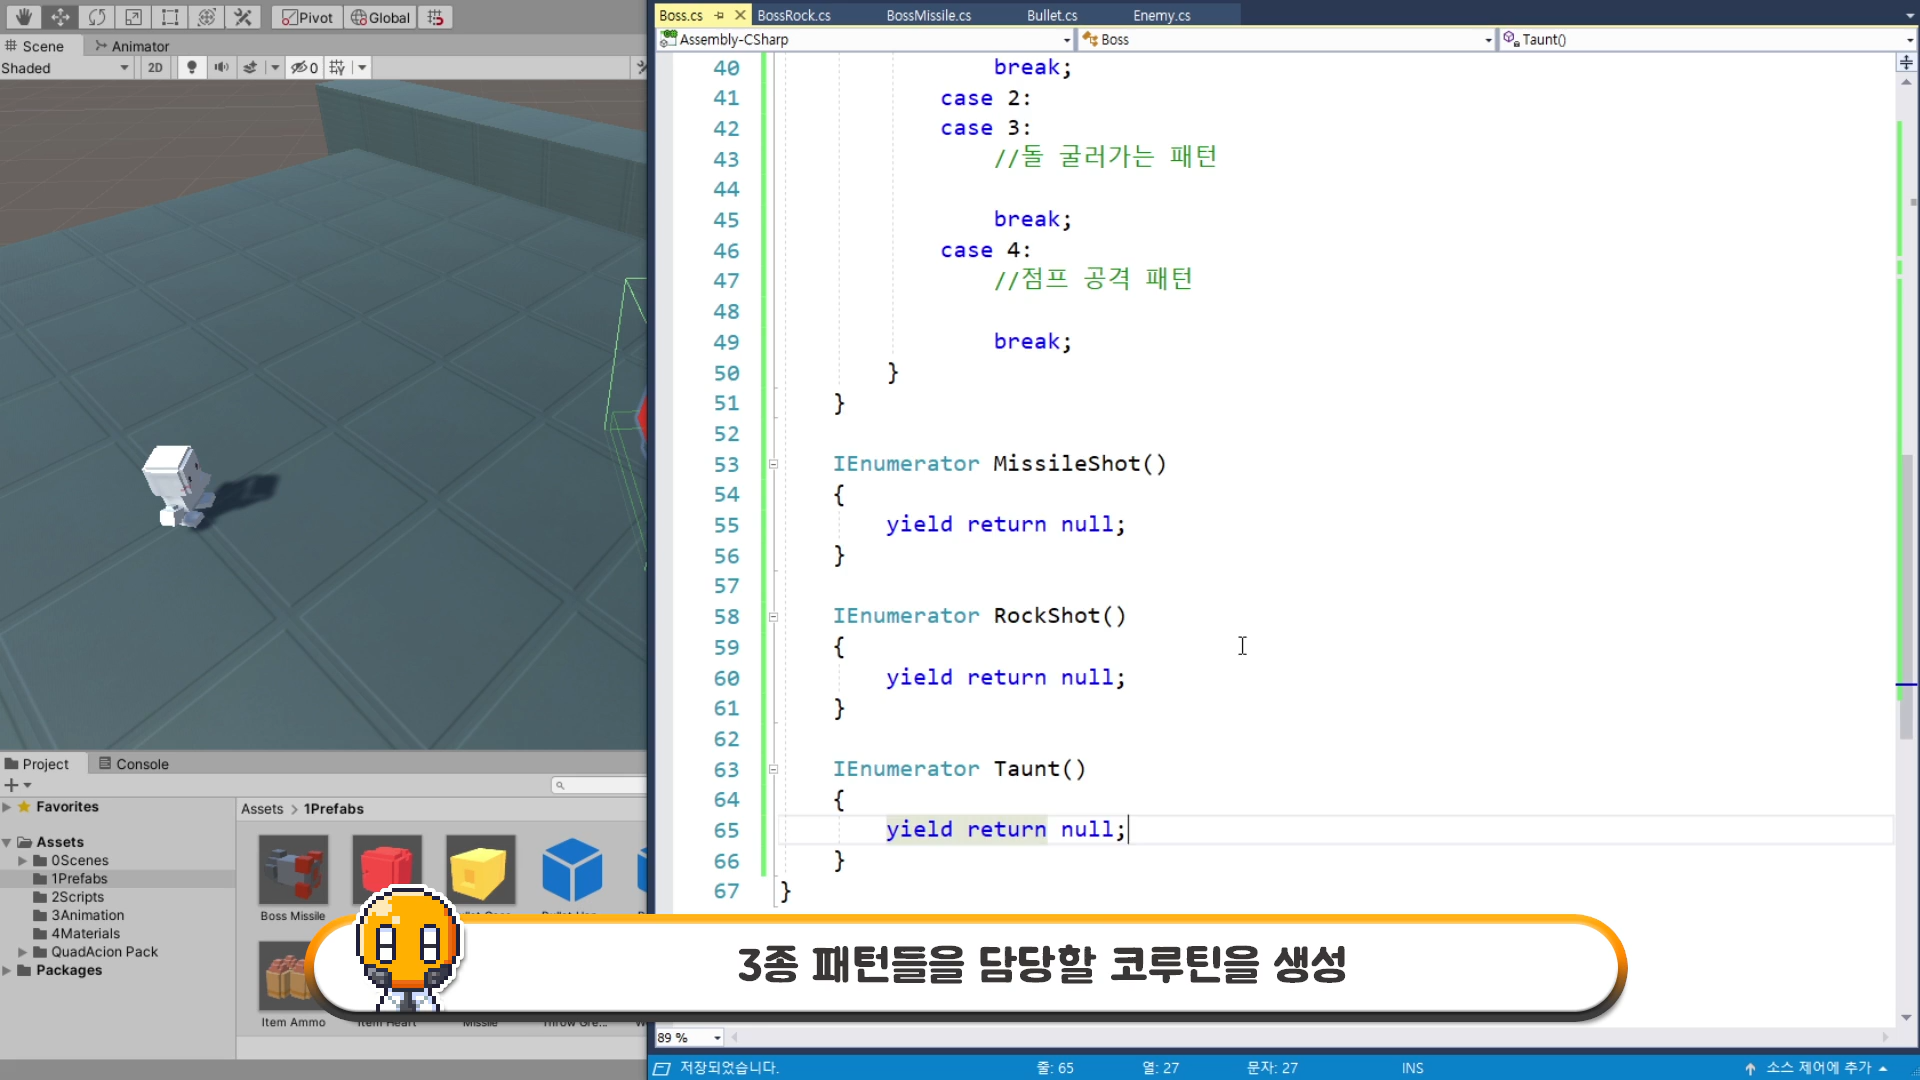 Pivot
Global
Scene
Animator
Shaded
2D
0
Project
Console
Favorites
Assets
0Scenes
1Prefabs
2Scripts
3Animation
4Materials
QuadAcion Pack
Packages
Assets > 1Prefabs
Boss Missile
Item Ammo
Item Heart
Missile
Throw Gre...
Boss.cs
BossRock.cs
BossMissile.cs
Bullet.cs
Enemy.cs
Assembly-CSharp
Boss
Taunt()
40 break;
41 case 2:
42 case 3:
43 //돌 굴러가는 패턴
44
45 break;
46 case 4:
47 //점프 공격 패턴
48
49 break;
50 }
51 }
52
53 IEnumerator MissileShot()
54 {
55 yield return null;
56 }
57
58 IEnumerator RockShot()
59 {
60 yield return null;
61 }
62
63 IEnumerator Taunt()
64 {
65 yield return null;
66 }
67 }
3종 패턴들을 담당할 코루틴을 생성
89 %
저장되었습니다.
줄: 65
열: 27
문자: 27
INS
소스 제어에 추가